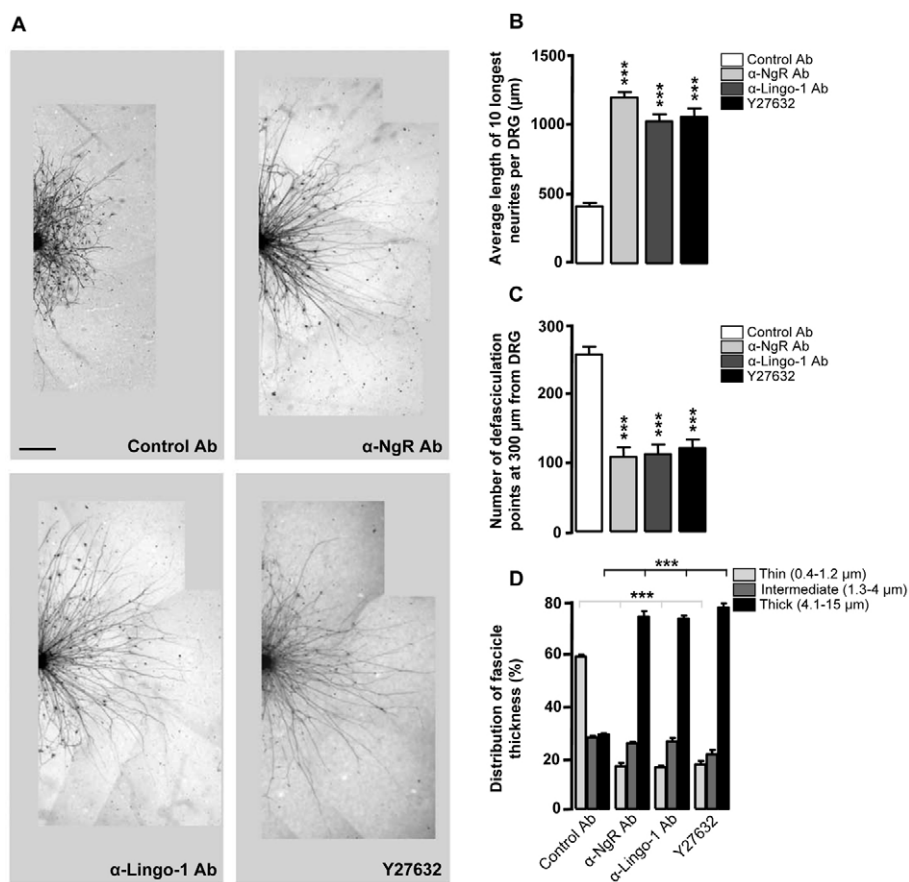 A
Control Ab
α-NgR Ab
α-Lingo-1 Ab
Y27632
B
Average length of 10 longest
neurites per DRG (µm)
1500
1000
500
0
***
***
***
Control Ab
α-NgR Ab
α-Lingo-1 Ab
Y27632
C
Number of defasciculation
points at 300 µm from DRG
300
200
100
0
***
***
***
Control Ab
α-NgR Ab
α-Lingo-1 Ab
Y27632
D
Distribution of fascicle
thickness (%)
80
60
40
20
0
***
***
Thin (0.4-1.2 µm)
Intermediate (1.3-4 µm)
Thick (4.1-15 µm)
Control Ab
α-NgR Ab
α-Lingo-1 Ab
Y27632